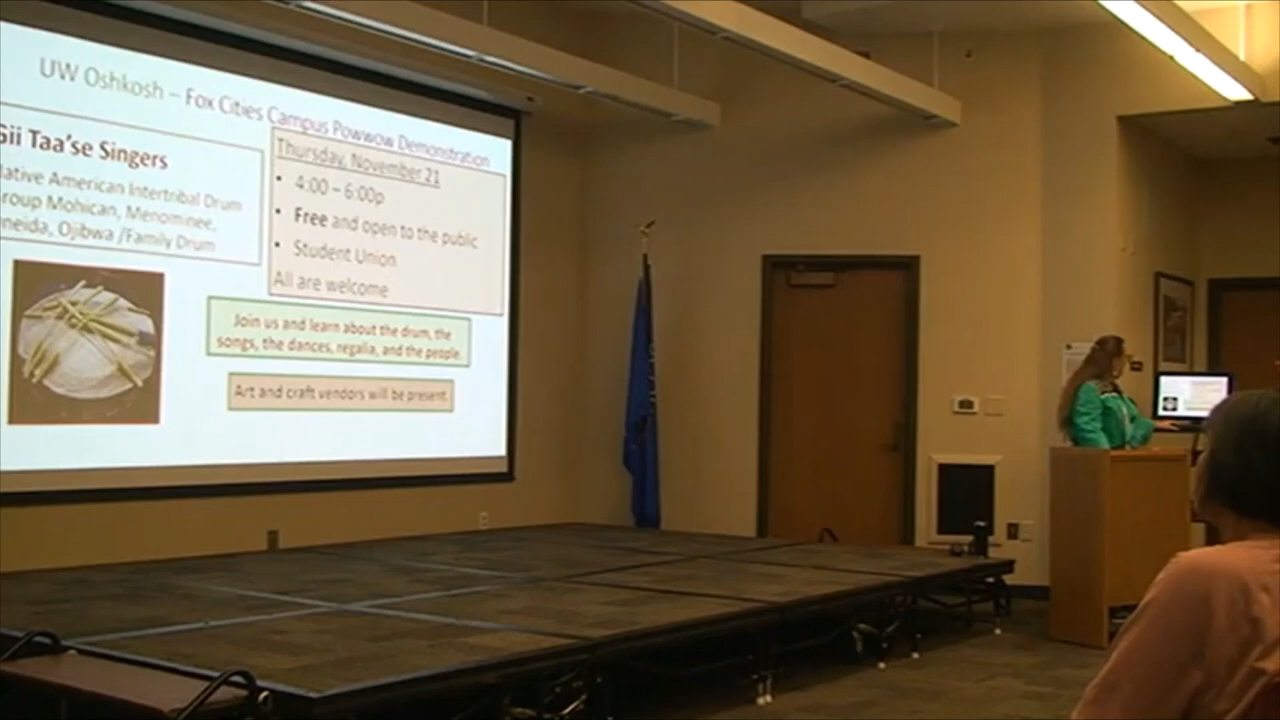 UW Oshkosh – Fox Cities Campus Powwow Demonstration
Sii Taa'se Singers
Native American Intertribal Drum
Group Mohican, Menominee,
Oneida, Ojibwa /Family Drum
Thursday, November 21
• 4:00 – 6:00p
• Free and open to the public
• Student Union
All are welcome
Join us and learn about the drum, the
songs, the dances, regalia, and the people.
Art and craft vendors will be present.